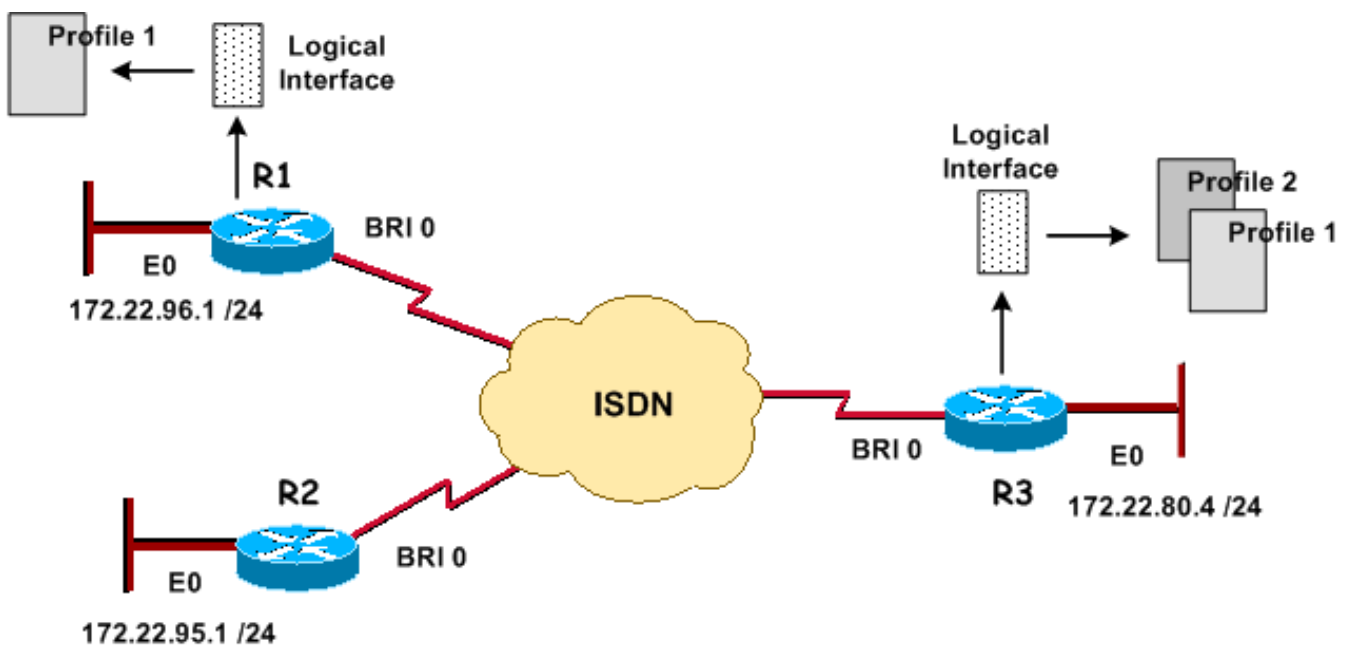 Profile 1
Logical
Interface
R1
BRI 0
E0
172.22.96.1 /24
Logical
Interface
Profile 2
Profile 1
ISDN
BRI 0
E0
R3
172.22.80.4 /24
R2
BRI 0
E0
172.22.95.1 /24